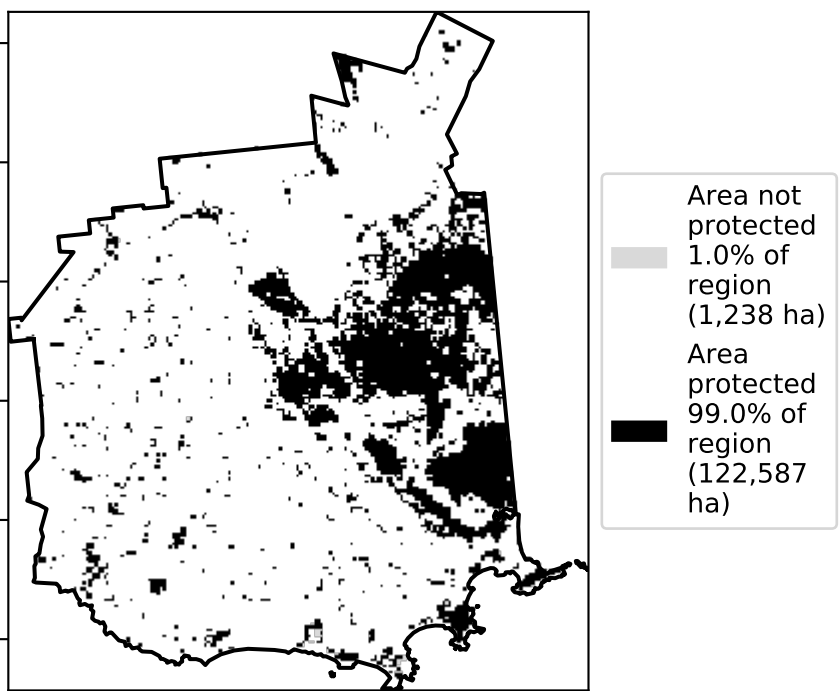 Area not
protected
1.0% of
region
(1,238 ha)
Area
protected
99.0% of
region
(122,587
ha)